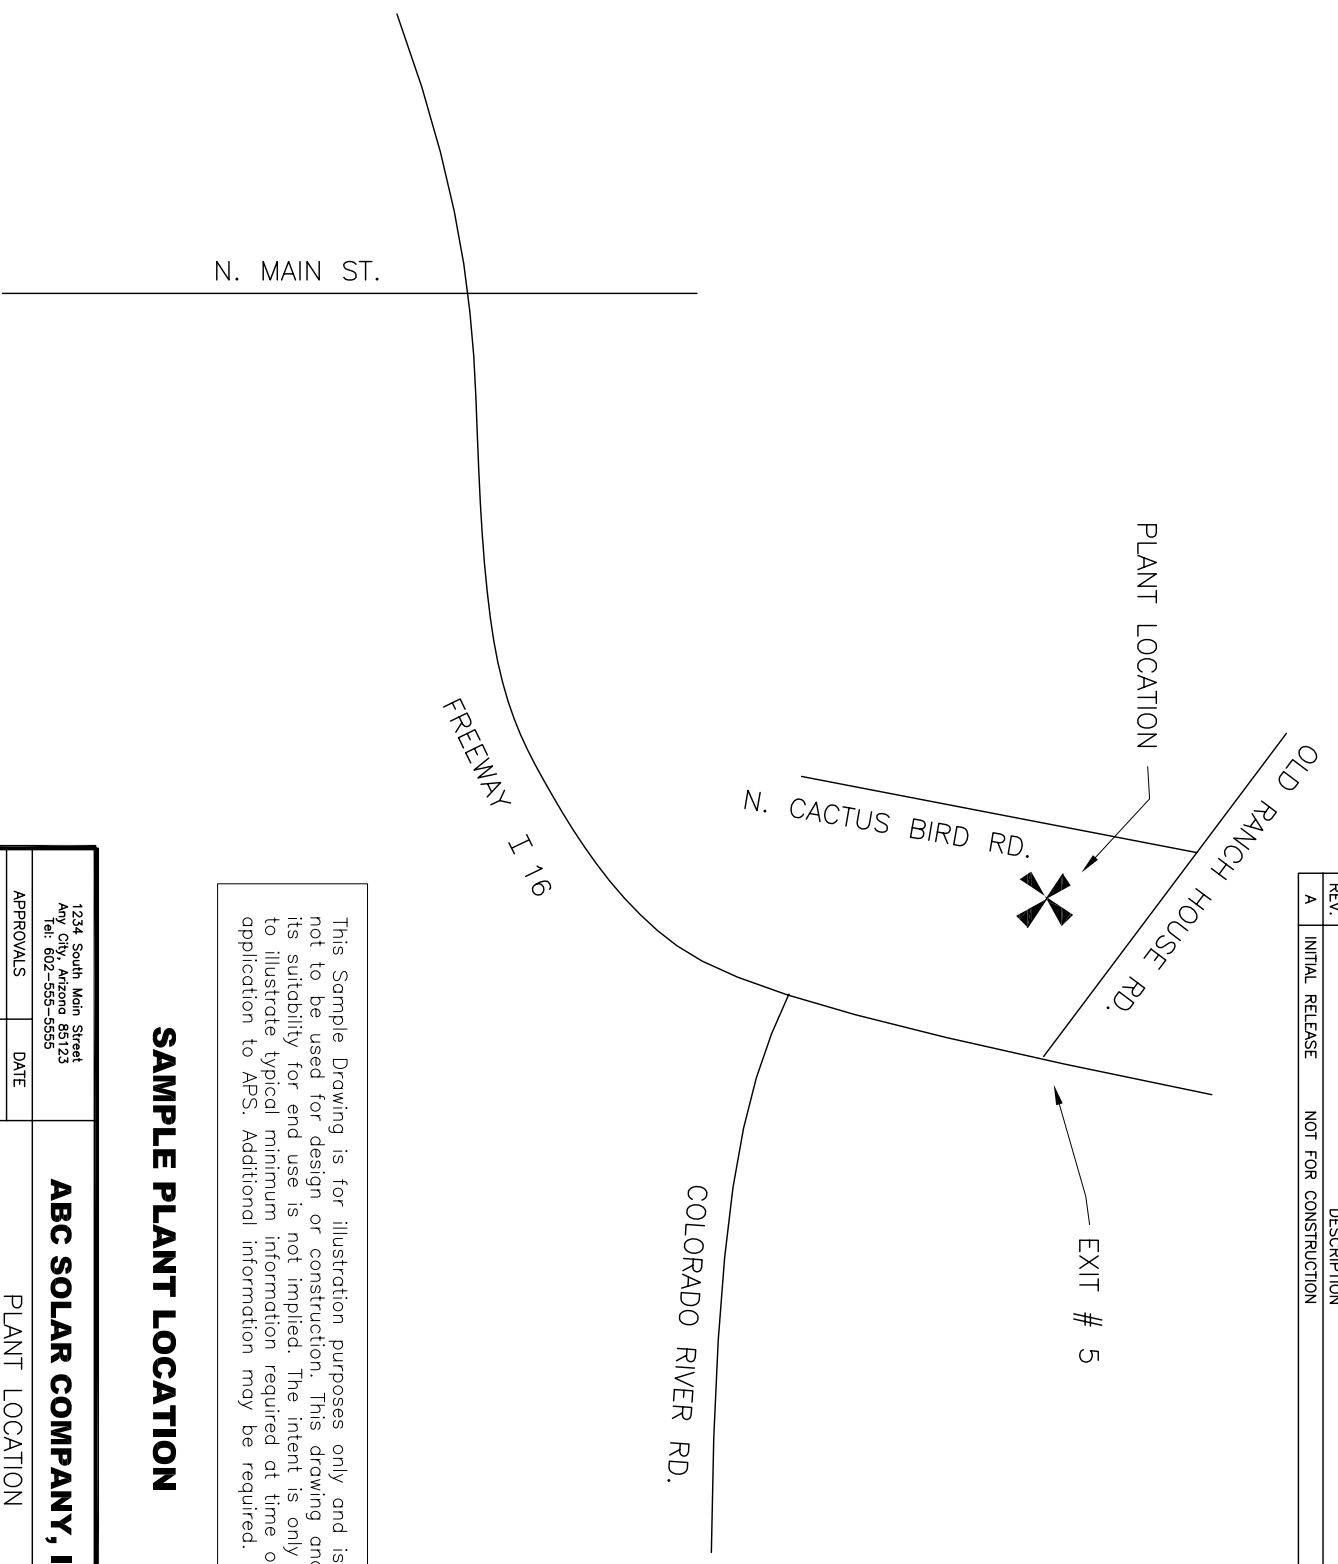 REV.
DESCRIPTION
A
INITIAL RELEASE
NOT FOR CONSTRUCTION
OLD RANCH HOUSE RD.
PLANT LOCATION
N. CACTUS BIRD RD.
EXIT # 5
COLORADO RIVER RD.
FREEWAY I 16
N. MAIN ST.
This Sample Drawing is for illustration purposes only and is
not to be used for design or construction. This drawing and
its suitability for end use is not implied. The intent is only
to illustrate typical minimum information required at time
application to APS. Additional information may be required.
SAMPLE PLANT LOCATION
1234 South Main Street
Any City, Arizona 85123
Tel: 602-555-5555
ABC SOLAR COMPANY,
APPROVALS
DATE
PLANT LOCATION